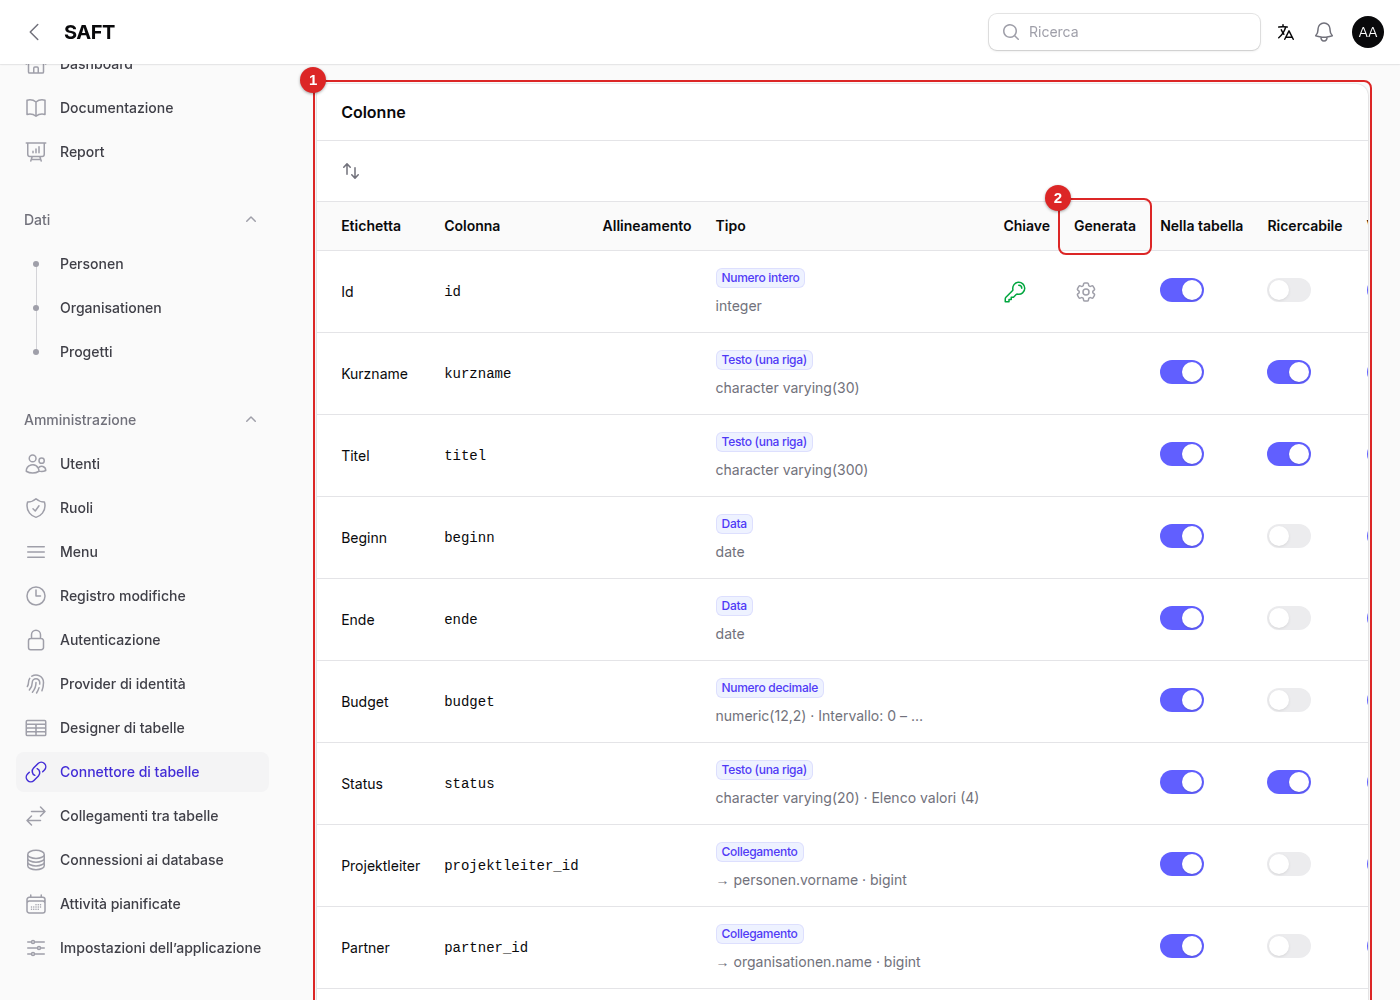 SAFT
Ricerca
AA
Dashboard
Documentazione
Report
Dati
Personen
Organisationen
Progetti
Amministrazione
Utenti
Ruoli
Menu
Registro modifiche
Autenticazione
Provider di identità
Designer di tabelle
Connettore di tabelle
Collegamenti tra tabelle
Connessioni ai database
Attività pianificate
Impostazioni dell'applicazione
1
Colonne
2
Etichetta Colonna Allineamento Tipo Chiave Generata Nella tabella Ricercabile
Id id Numero intero
integer
Kurzname kurzname Testo (una riga)
character varying(30)
Titel titel Testo (una riga)
character varying(300)
Beginn beginn Data
date
Ende ende Data
date
Budget budget Numero decimale
numeric(12,2) · Intervallo: 0 – ...
Status status Testo (una riga)
character varying(20) · Elenco valori (4)
Projektleiter projektleiter_id Collegamento
→ personen.vorname · bigint
Partner partner_id Collegamento
→ organisationen.name · bigint